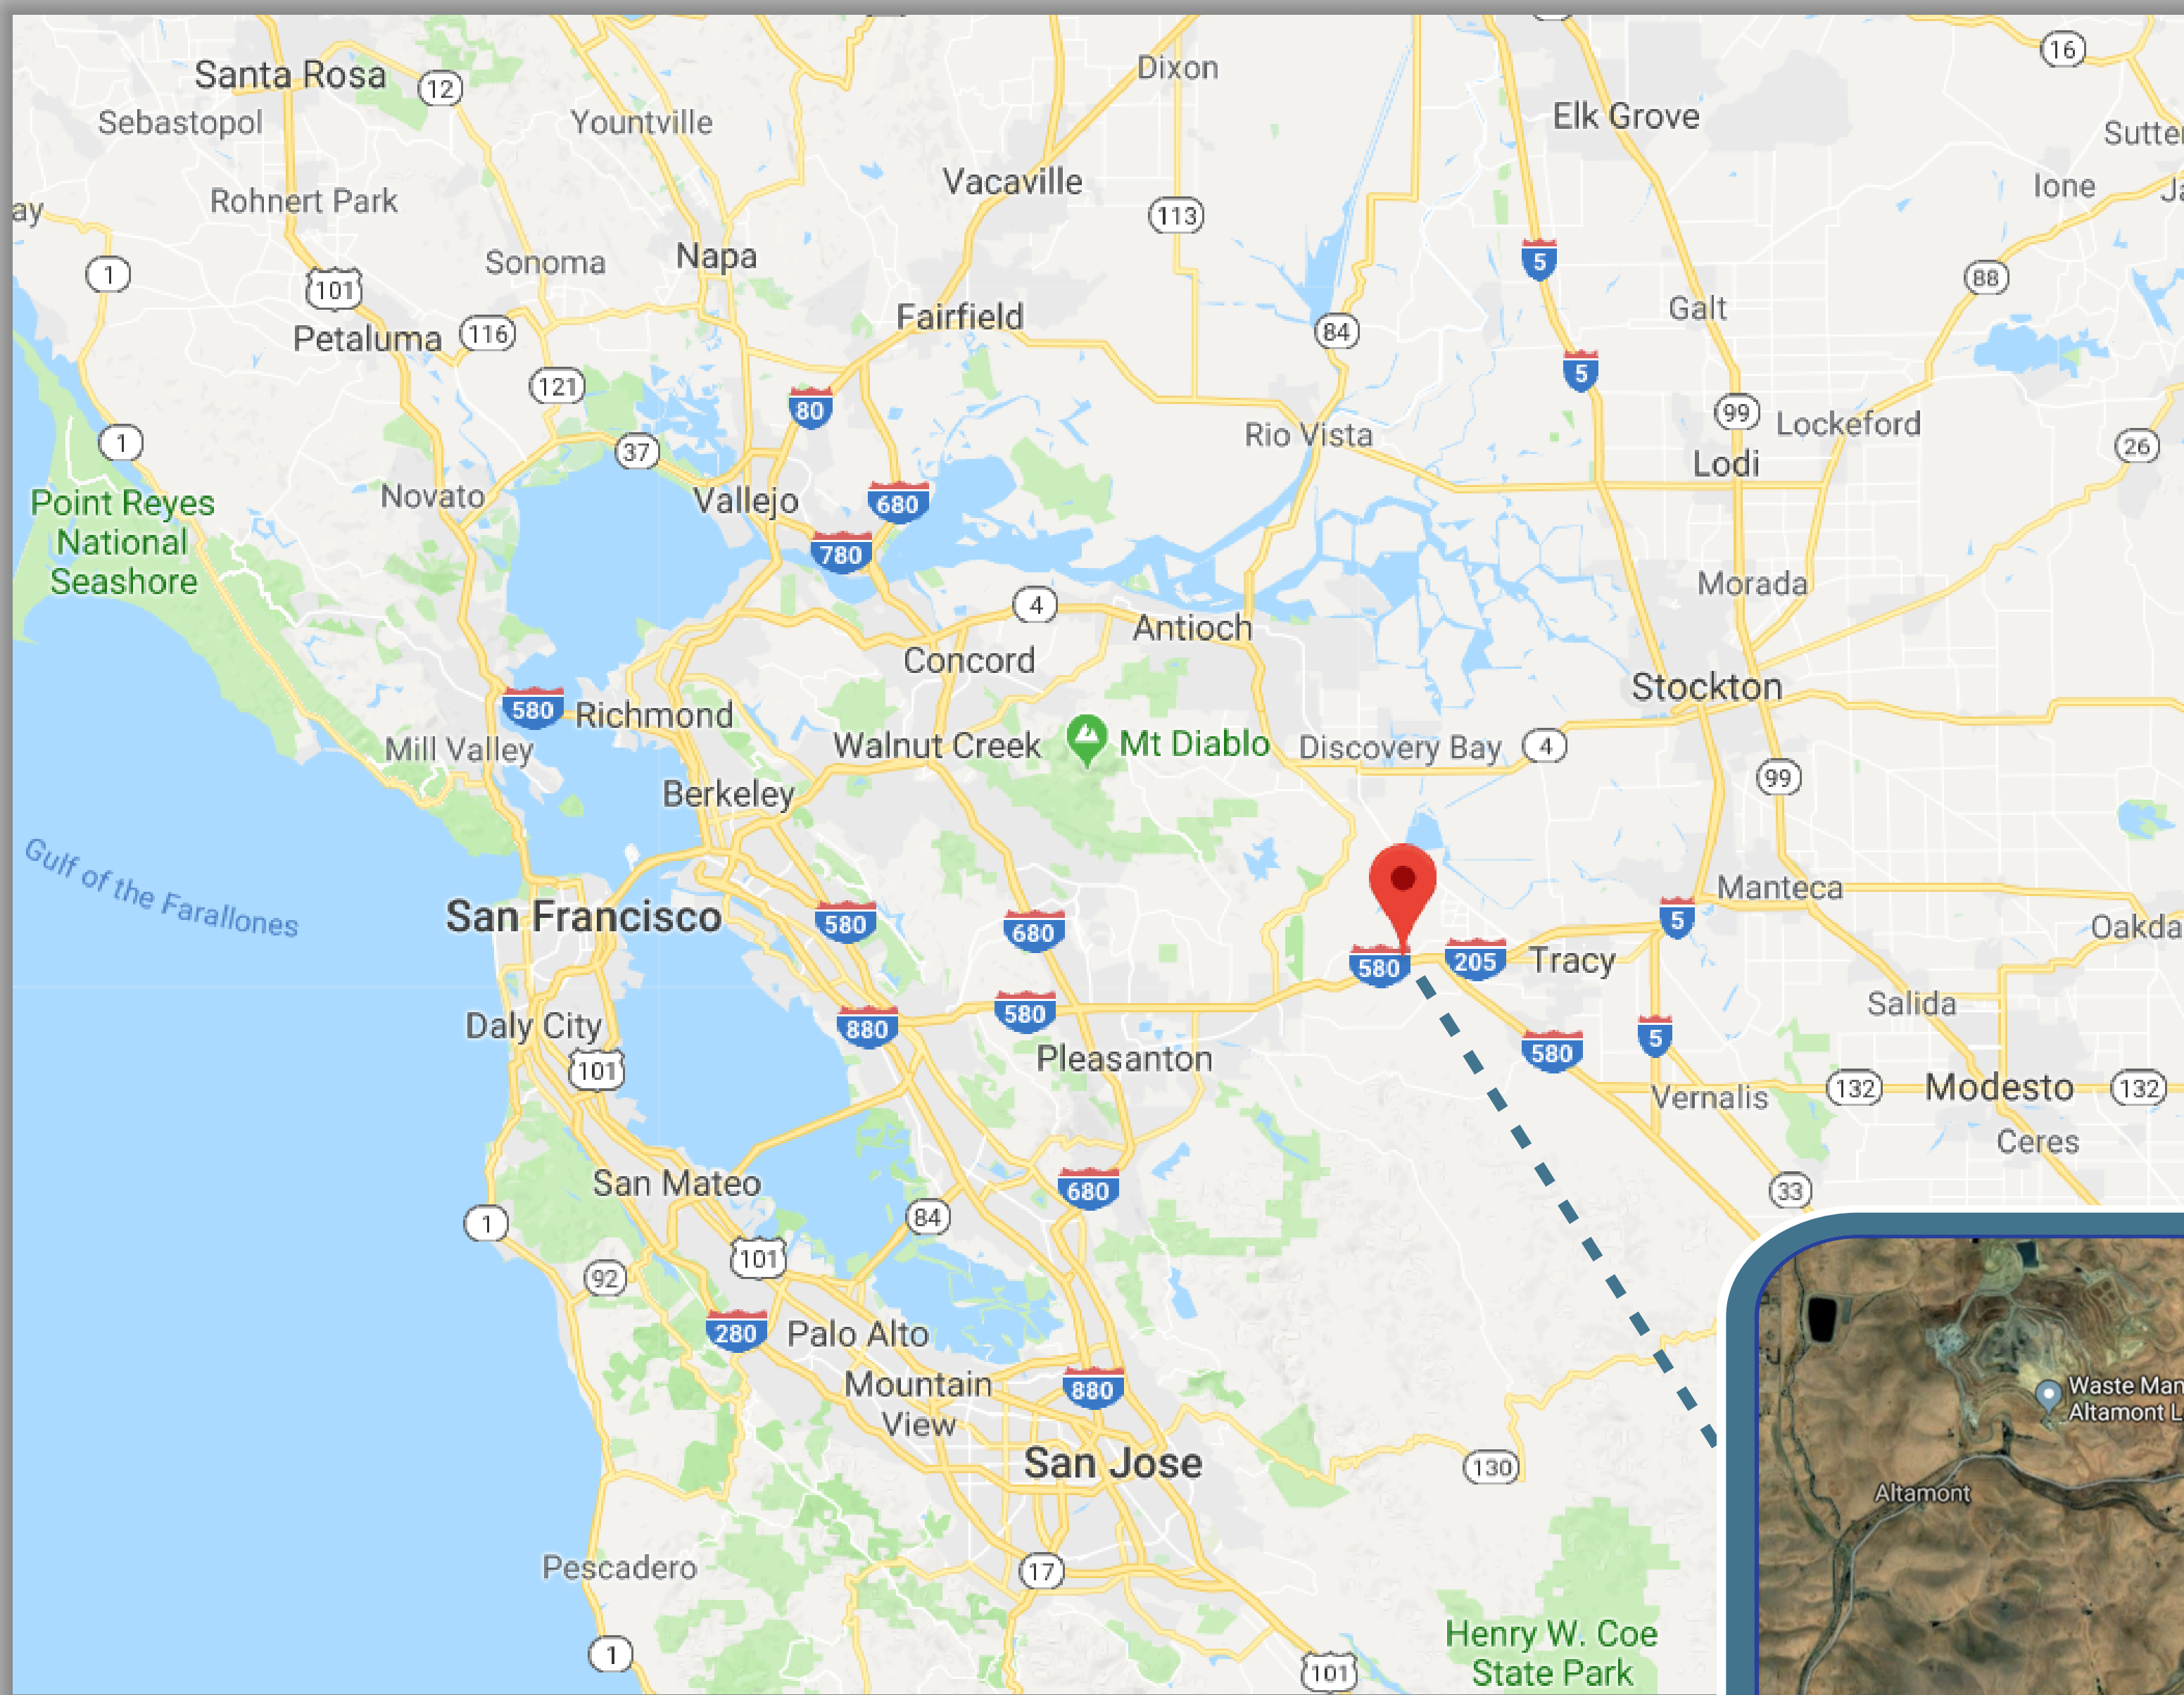 Santa Rosa
12
Dixon
16
Sebastopol
Yountville
Elk Grove
Sutte
Vacaville
Ione
Ja
Rohnert Park
ay
113
Napa
Sonoma
5
1
101
88
Galt
Fairfield
116
84
Petaluma
5
121
80
99
Lockeford
Rio Vista
1
37
26
Lodi
Novato
Vallejo
680
Point Reyes
National
Seashore
780
Morada
4
Antioch
Concord
Stockton
580
Richmond
Mill Valley
Walnut Creek
Mt Diablo
Discovery Bay
4
99
Berkeley
Gulf of the Farallones
Manteca
San Francisco
580
680
5
Oakda
580
205
Tracy
Salida
580
880
Daly City
5
580
Pleasanton
101
Vernalis
132
Modesto
132
Ceres
San Mateo
680
33
1
84
101
92
280
Palo Alto
Mountain
View
880
Waste Man
Altamont L
San Jose
130
Altamont
Pescadero
17
Henry W. Coe
State Park
1
101